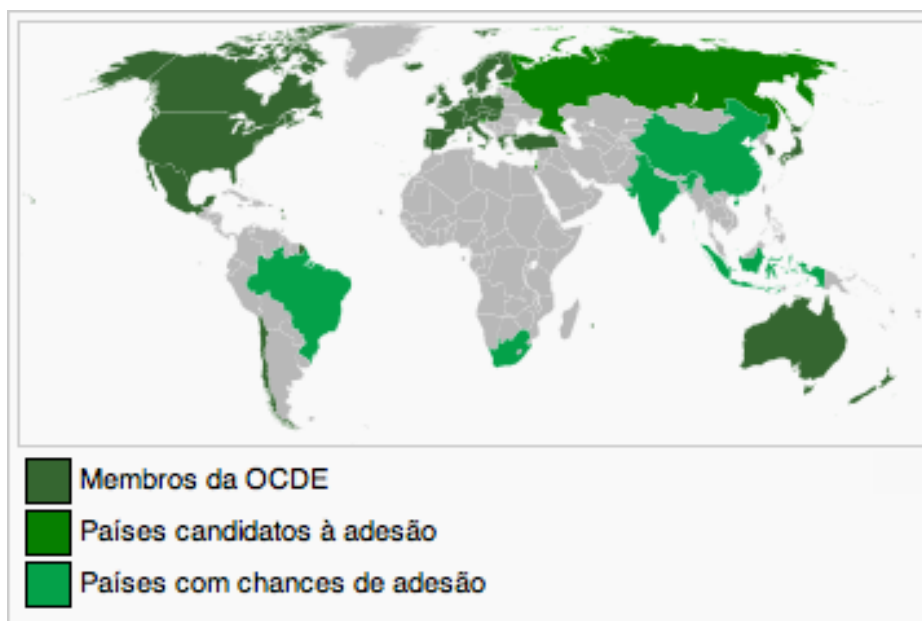 Membros da OCDE
Países candidatos à adesão
Países com chances de adesão